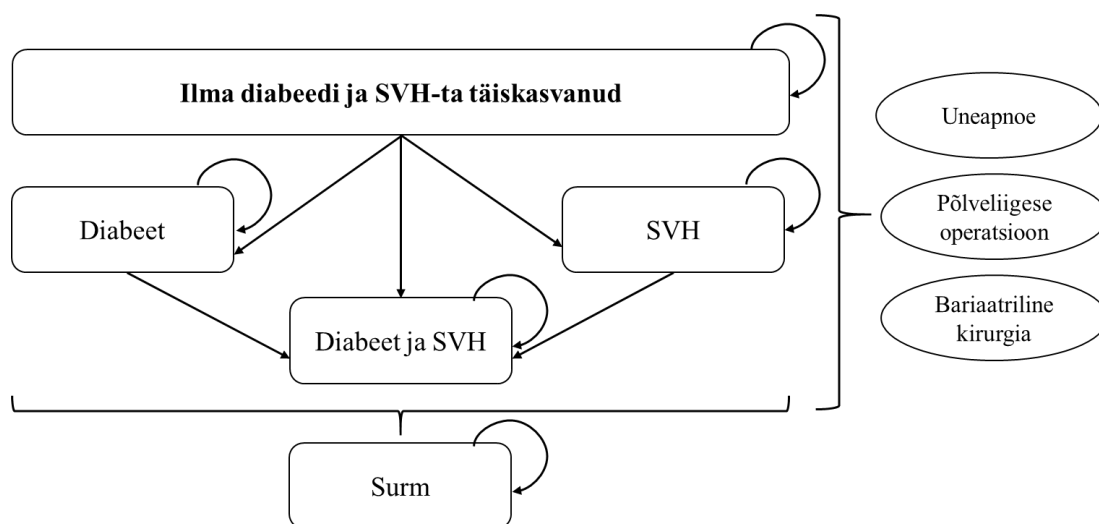 Ilma diabeedi ja SVH-ta täiskasvanud
Uneapnoe
Diabeet
SVH
Põlveliigese
operatsioon
Diabeet ja SVH
Bariaatriline
kirurgia
Surm